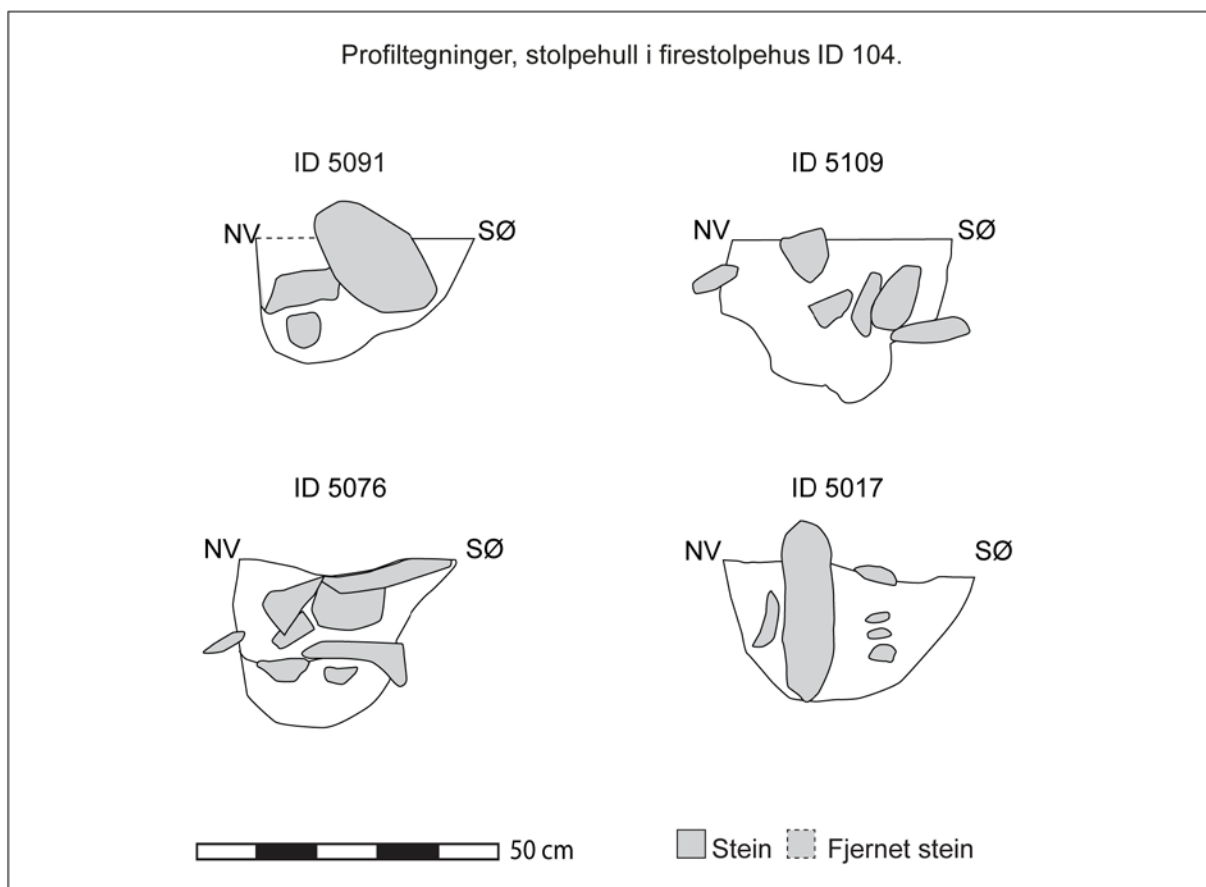 Profiltegninger, stolpehull i firestolpehus ID 104.
ID 5091
ID 5109
NV SØ
NV SØ
ID 5076
ID 5017
NV SØ
NV SØ
50 cm
Stein Fjernet stein